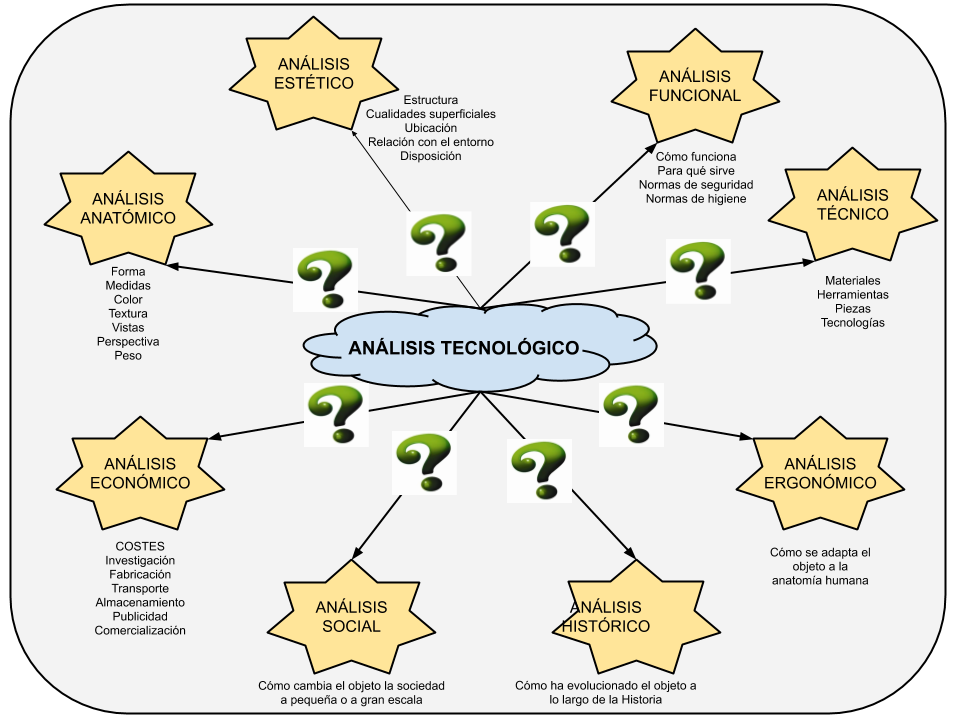 ANÁLISIS
ESTÉTICO
Estructura
Cualidades superficiales
Ubicación
Relación con el entorno
Disposición
ANÁLISIS
FUNCIONAL
Cómo funciona
Para qué sirve
Normas de seguridad
Normas de higiene
ANÁLISIS
ANATÓMICO
Forma
Medidas
Color
Textura
Vistas
Perspectiva
Peso
ANÁLISIS
TÉCNICO
Materiales
Herramientas
Piezas
Tecnologías
ANÁLISIS TECNOLÓGICO
ANÁLISIS
ECONÓMICO
COSTES
Investigación
Fabricación
Transporte
Almacenamiento
Publicidad
Comercialización
ANÁLISIS
ERGONÓMICO
Cómo se adapta el
objeto a la
anatomía humana
ANÁLISIS
SOCIAL
Cómo cambia el objeto la sociedad
a pequeña o a gran escala
ANÁLISIS
HISTÓRICO
Cómo ha evolucionado el objeto a
lo largo de la Historia